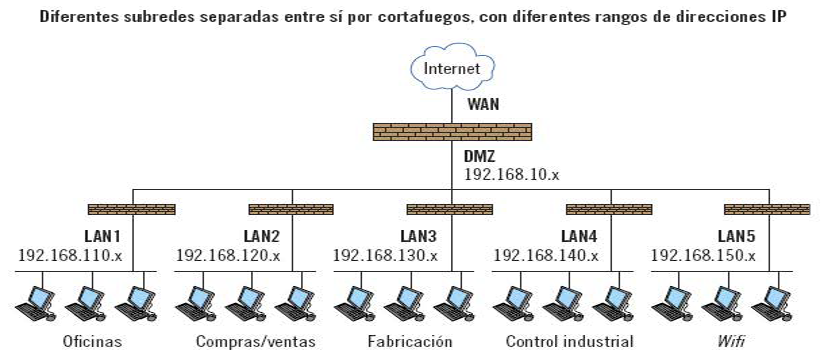 Diferentes subredes separadas entre sí por cortafuegos, con diferentes rangos de direcciones IP
Internet
WAN
DMZ
192.168.10.x
LAN1 LAN2 LAN3 LAN4 LAN5
192.168.110.x 192.168.120.x 192.168.130.x 192.168.140.x 192.168.150.x
Oficinas Compras/ventas Fabricación Control industrial Wifi